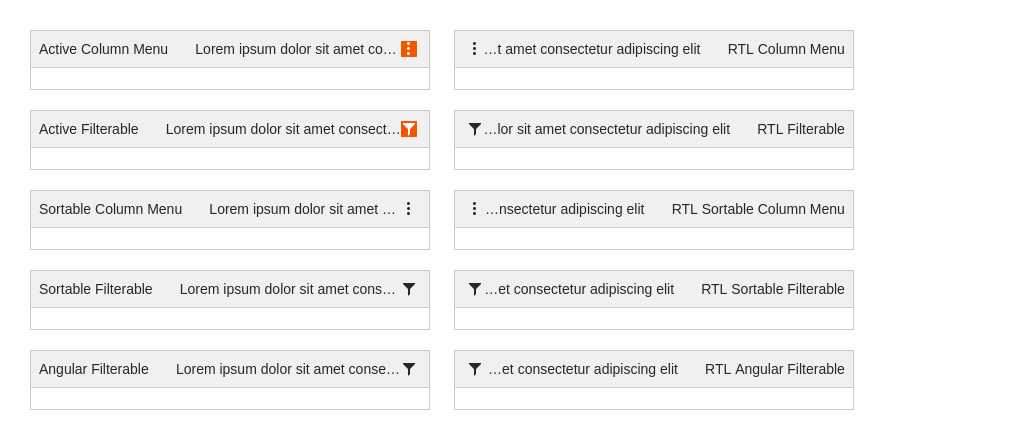 Active Column Menu Lorem ipsum dolor sit amet co…
…t amet consectetur adipiscing elit RTL Column Menu
Active Filterable Lorem ipsum dolor sit amet consect…
…lor sit amet consectetur adipiscing elit RTL Filterable
Sortable Column Menu Lorem ipsum dolor sit amet …
…nsectetur adipiscing elit RTL Sortable Column Menu
Sortable Filterable Lorem ipsum dolor sit amet cons…
…et consectetur adipiscing elit RTL Sortable Filterable
Angular Filterable Lorem ipsum dolor sit amet conse…
…et consectetur adipiscing elit RTL Angular Filterable